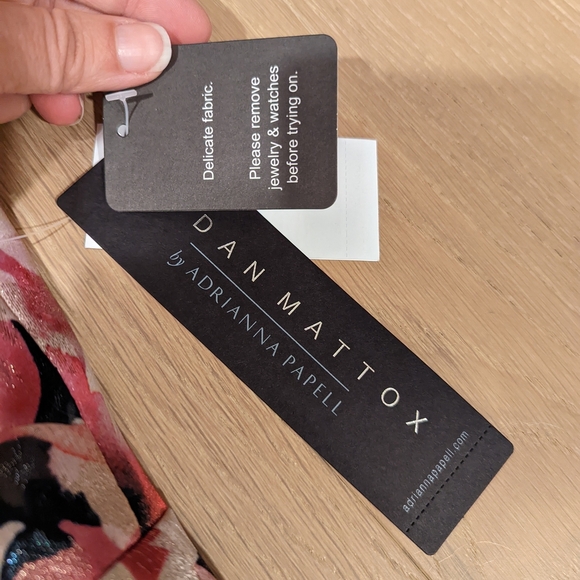 Delicate fabric.
Please remove
jewelry & watches
before trying on.
DAN MATTOX
by ADRIANNA PAPELL
adriannapapell.com